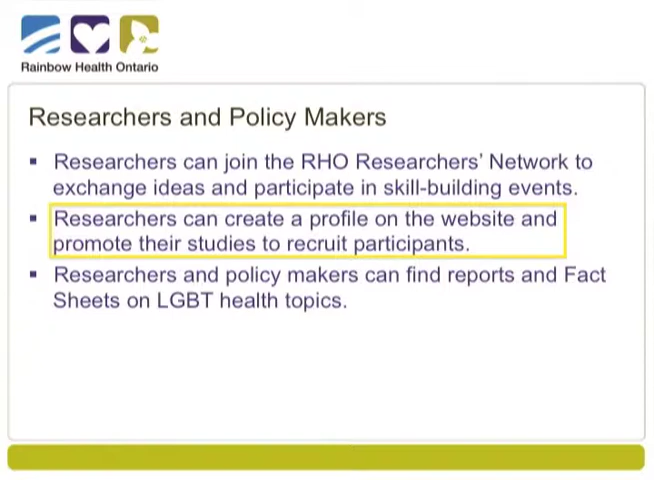 Rainbow Health Ontario
Researchers and Policy Makers
▪ Researchers can join the RHO Researchers' Network to
exchange ideas and participate in skill-building events.
▪ Researchers can create a profile on the website and
promote their studies to recruit participants.
▪ Researchers and policy makers can find reports and Fact
Sheets on LGBT health topics.